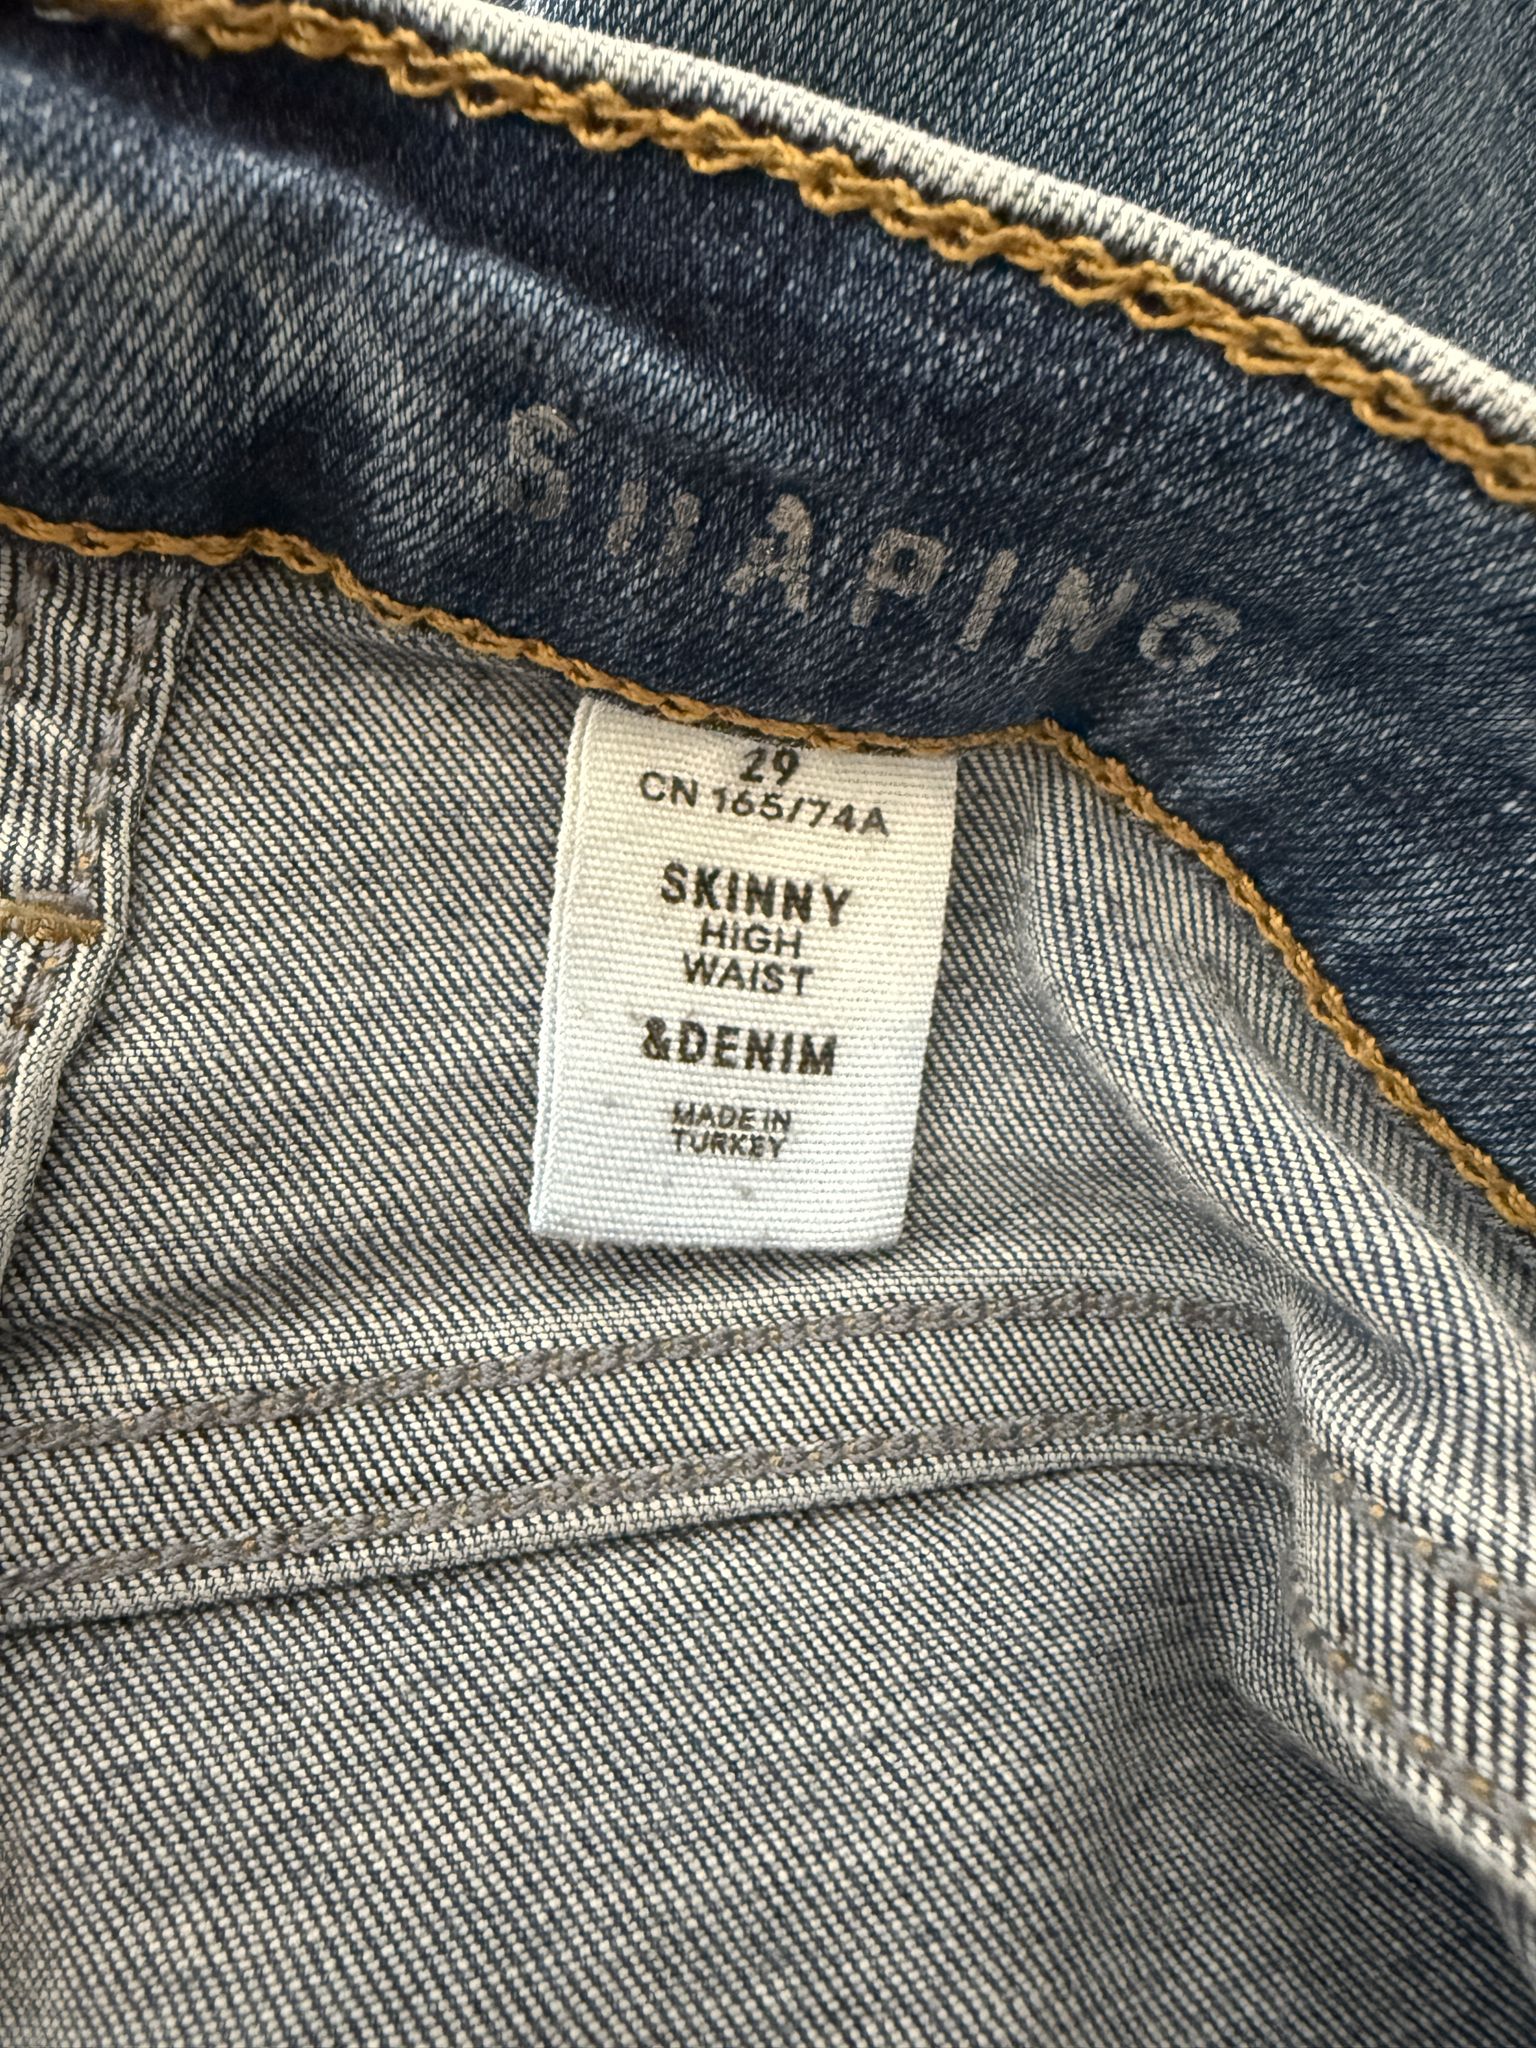 SHAPING
29
CN 165/74A
SKINNY
HIGH
WAIST
&DENIM
MADE IN
TURKEY